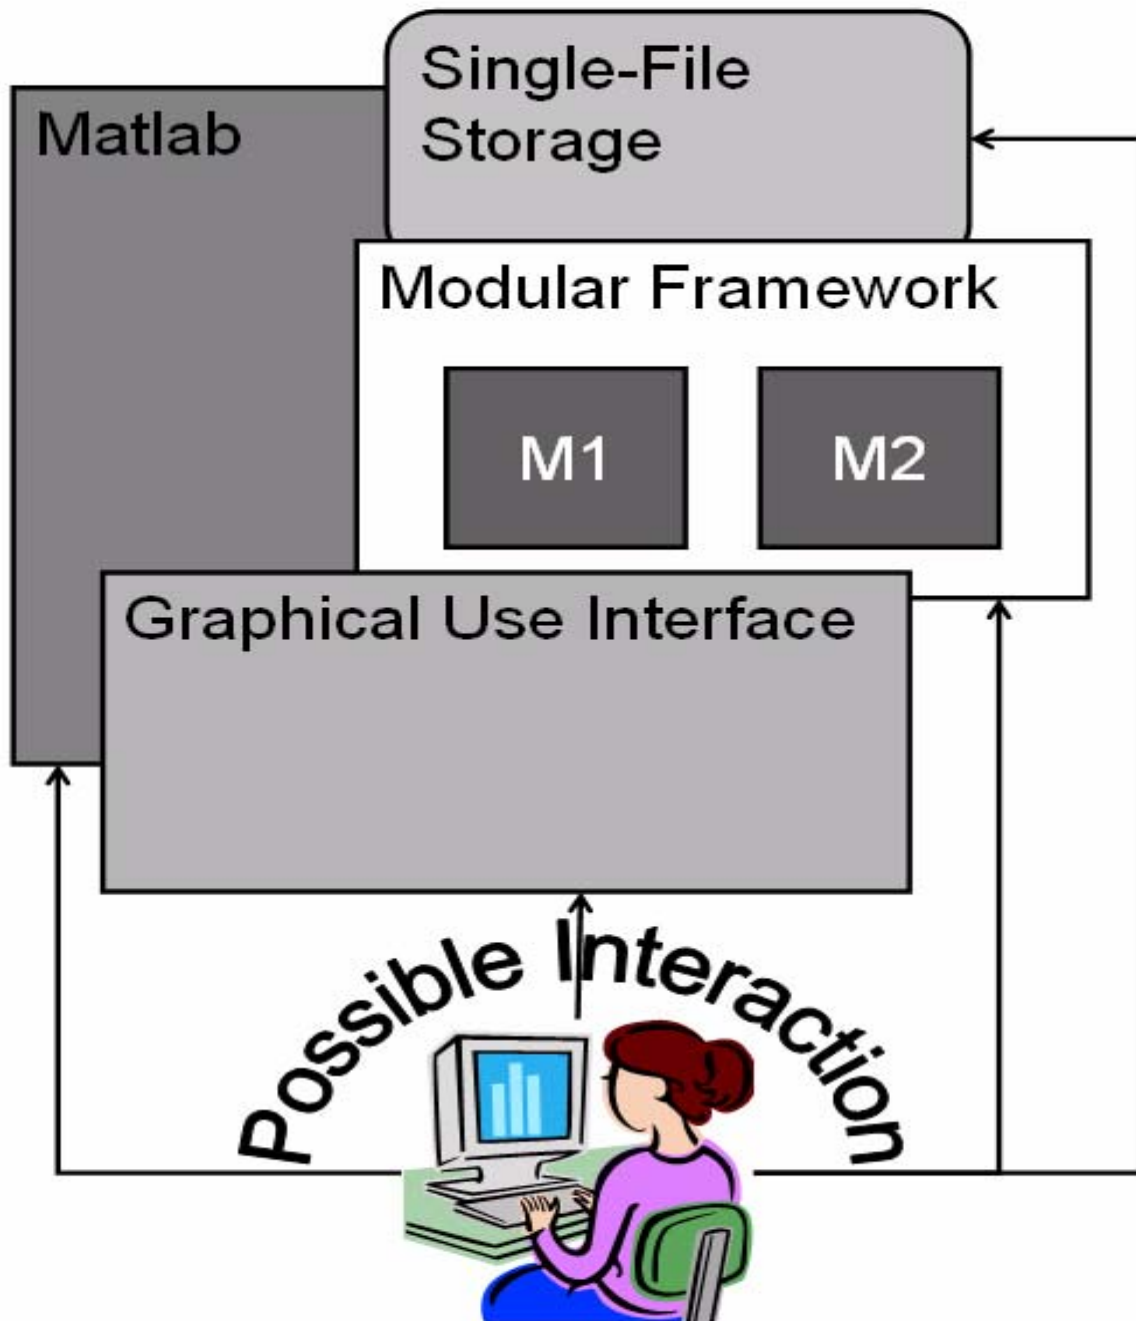 Single-File
Storage
Matlab
Modular Framework
M1
M2
Graphical Use Interface
Possible Interaction